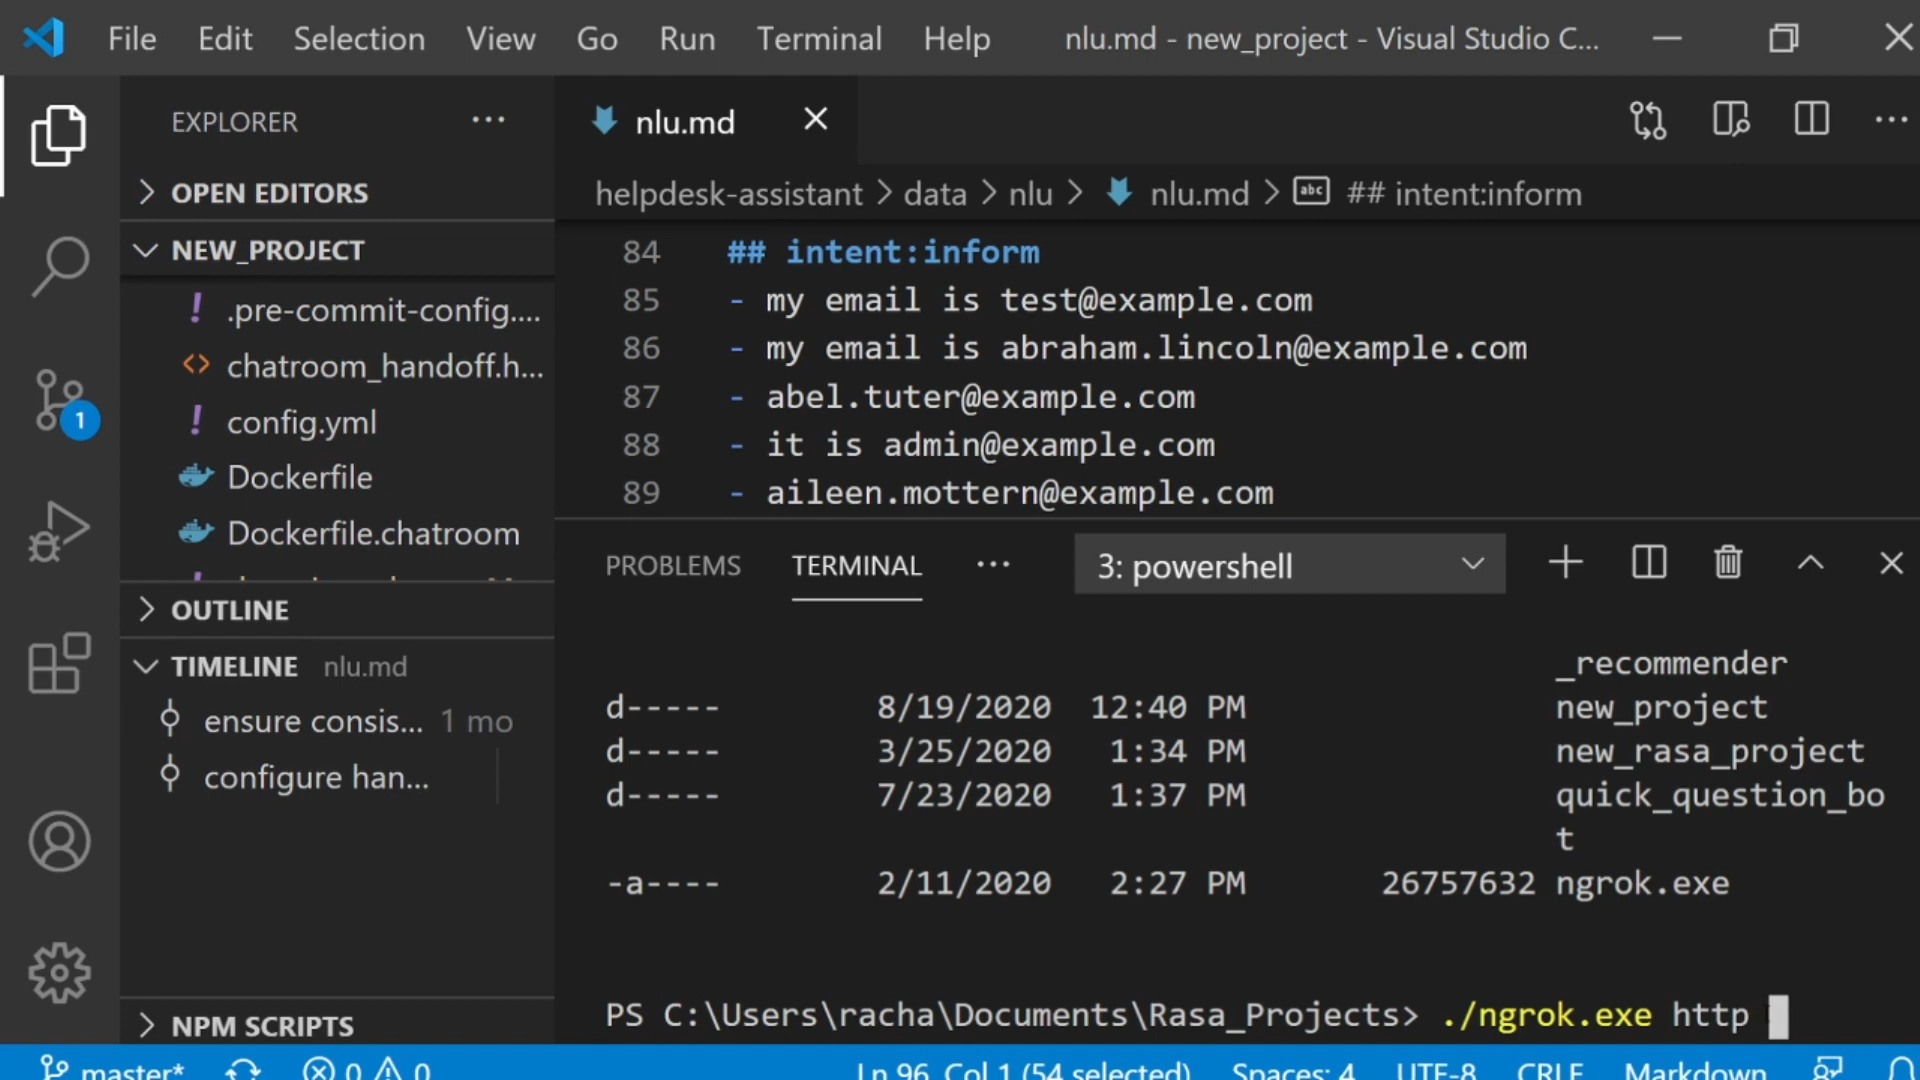 File Edit Selection View Go Run Terminal Help nlu.md - new_project - Visual Studio C...
EXPLORER ...
nlu.md
OPEN EDITORS
helpdesk-assistant > data > nlu > nlu.md > abc ## intent:inform
NEW_PROJECT
.pre-commit-config....
chatroom_handoff.h...
config.yml
Dockerfile
Dockerfile.chatroom
OUTLINE
TIMELINE nlu.md
ensure consis... 1 mo
configure han...
NPM SCRIPTS
1
84 ## intent:inform
85 - my email is test@example.com
86 - my email is abraham.lincoln@example.com
87 - abel.tuter@example.com
88 - it is admin@example.com
89 - aileen.mottern@example.com
PROBLEMS TERMINAL ... 3: powershell
_recommender
d----- 8/19/2020 12:40 PM new_project
d----- 3/25/2020 1:34 PM new_rasa_project
d----- 7/23/2020 1:37 PM quick_question_bo
t
-a---- 2/11/2020 2:27 PM 26757632 ngrok.exe
PS C:\Users\racha\Documents\Rasa_Projects> ./ngrok.exe http
master* 0 0 Ln 96, Col 1 (54 selected) Spaces: 4 UTF-8 CRLF Markdown